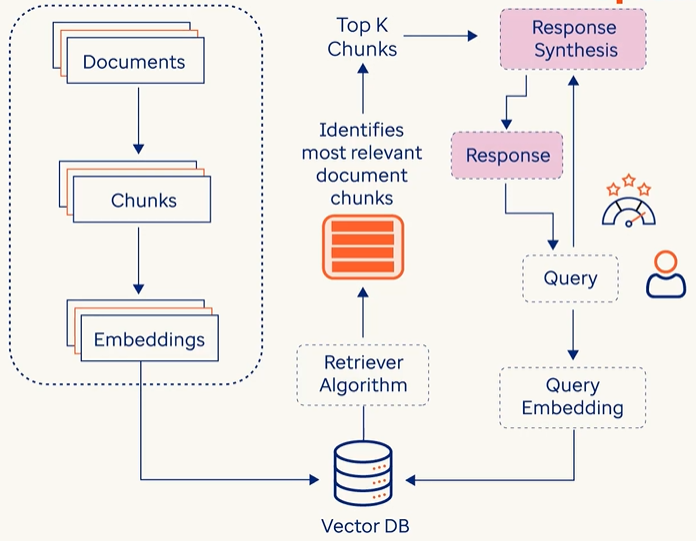 Documents
Chunks
Embeddings
Top K
Chunks
Identifies
most relevant
document
chunks
Retriever
Algorithm
Vector DB
Response
Synthesis
Response
Query
Query
Embedding